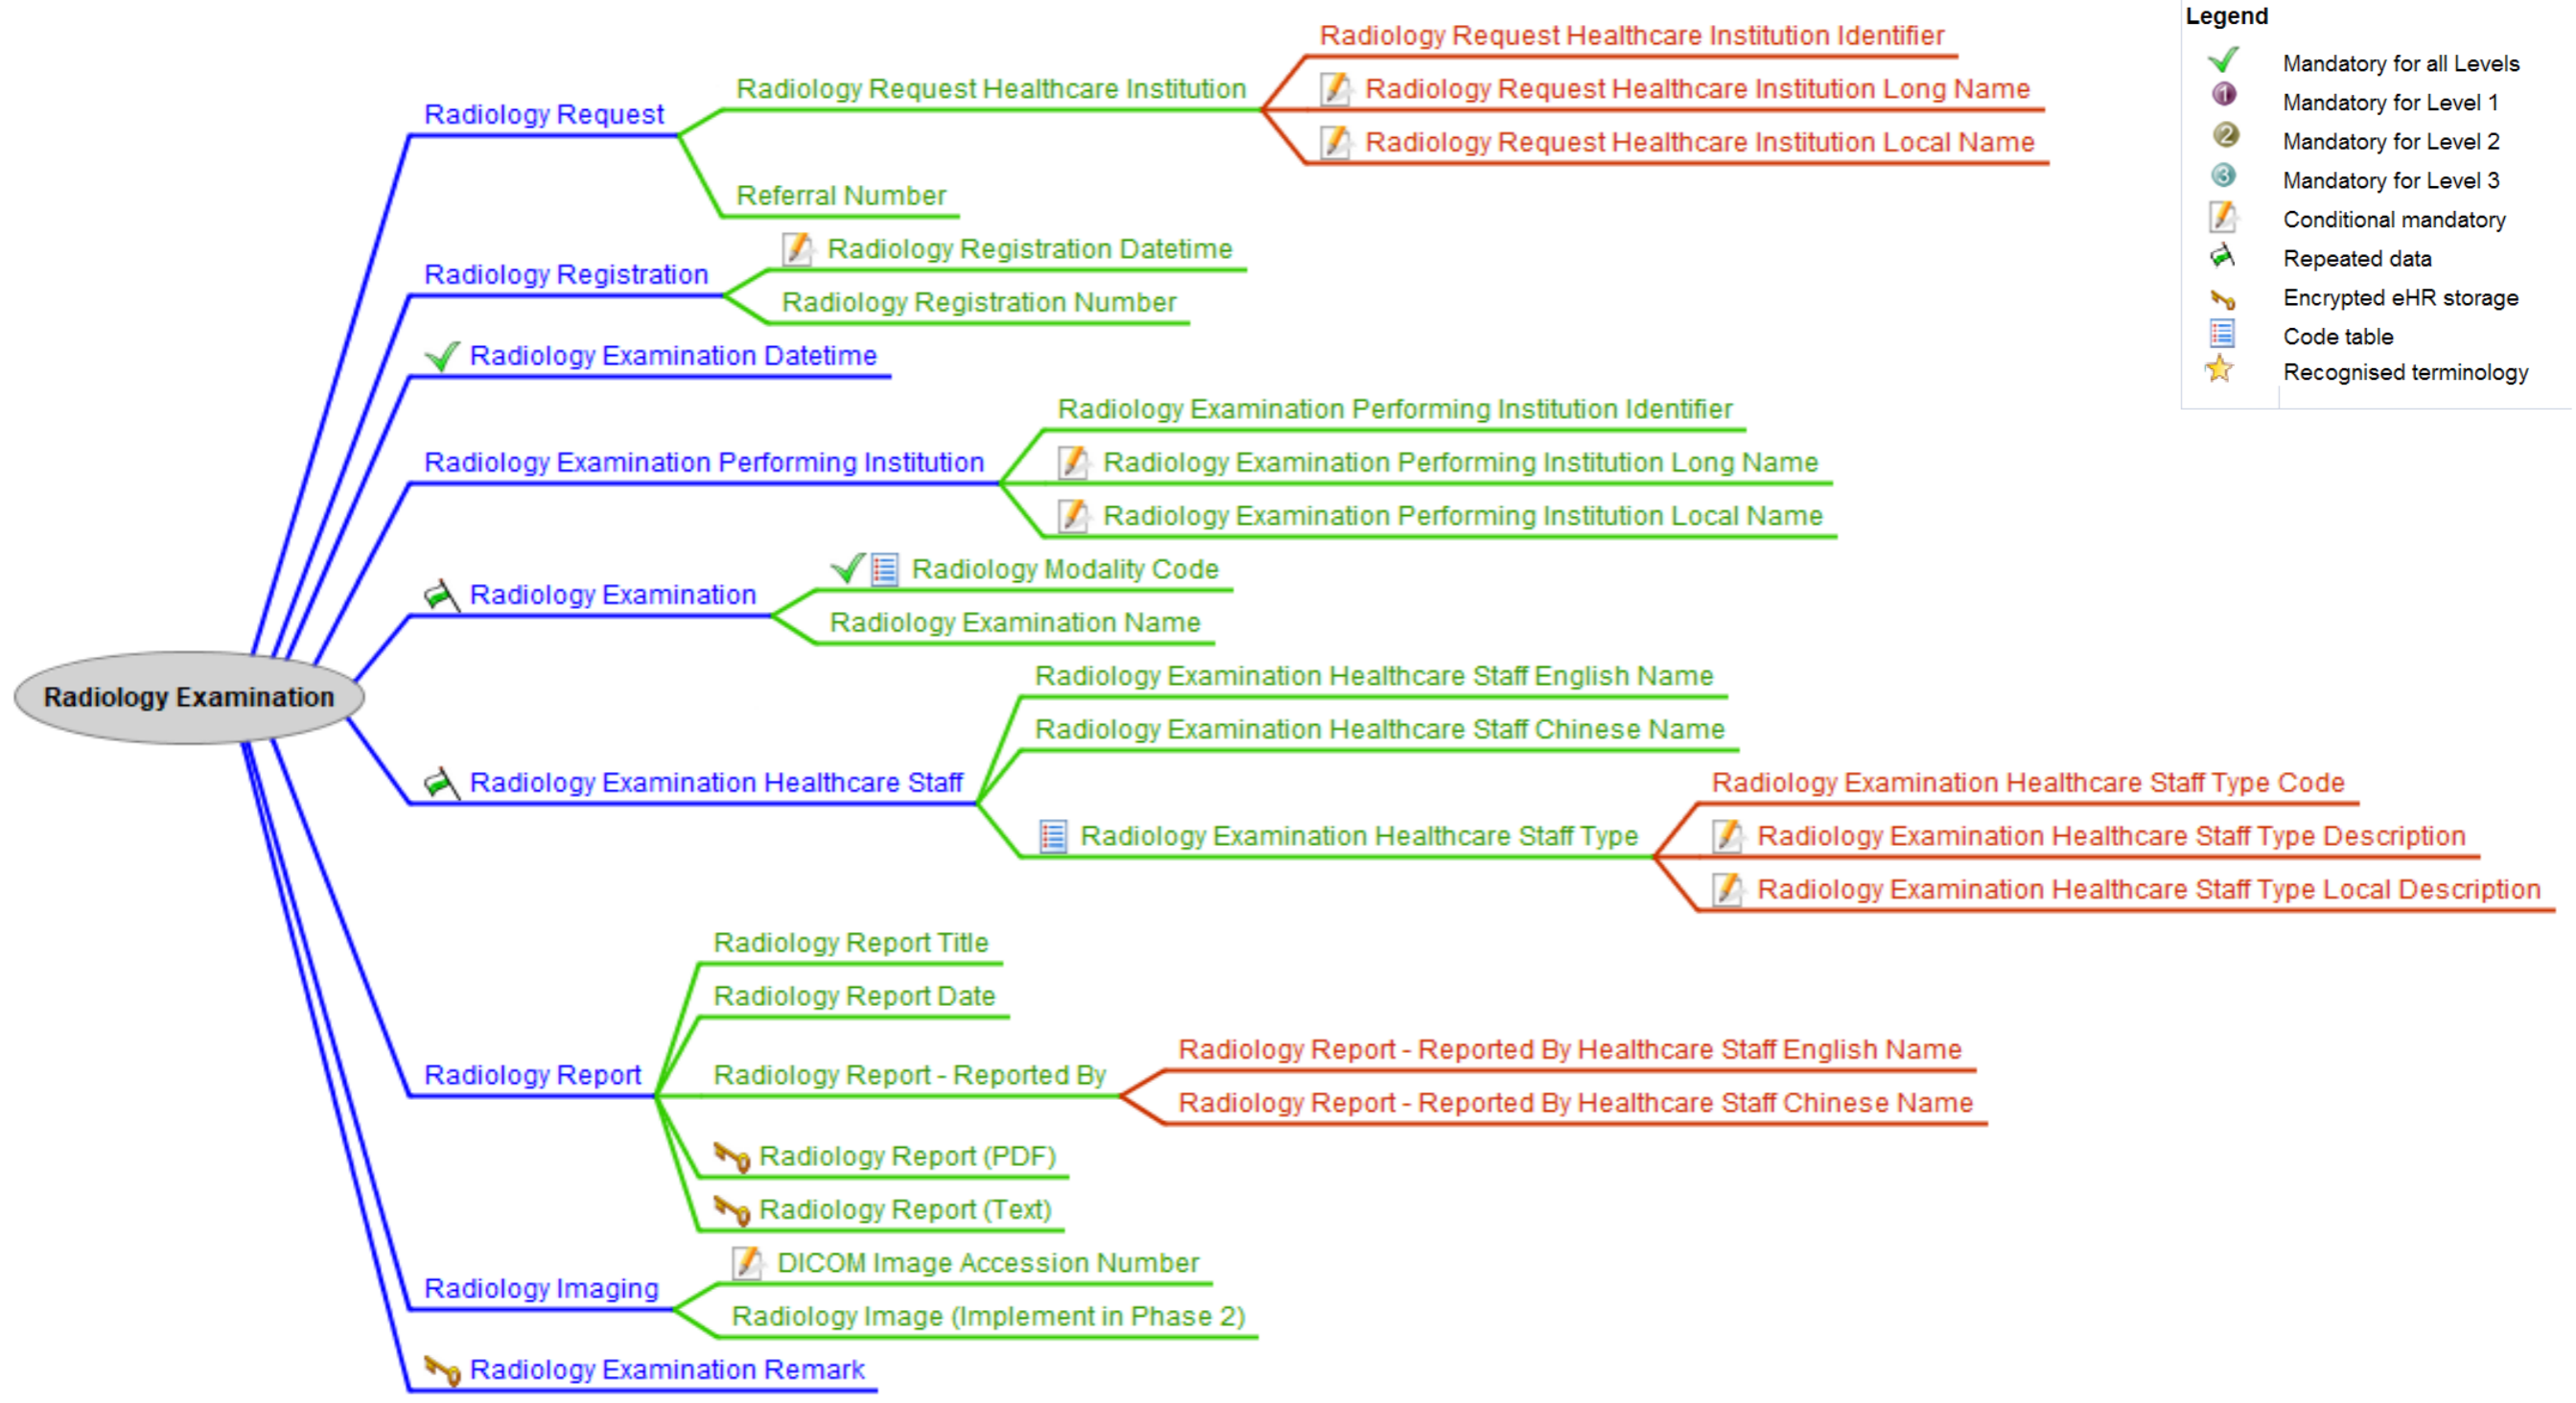 Radiology Request Healthcare Institution Identifier
Radiology Request Healthcare Institution
Radiology Request Healthcare Institution Long Name
Radiology Request
Radiology Request Healthcare Institution Local Name
Referral Number
Radiology Registration Datetime
Radiology Registration
Radiology Registration Number
Radiology Examination Datetime
Radiology Examination Performing Institution Identifier
Radiology Examination Performing Institution
Radiology Examination Performing Institution Long Name
Radiology Examination Performing Institution Local Name
Radiology Modality Code
Radiology Examination
Radiology Examination Name
Radiology Examination
Radiology Examination Healthcare Staff English Name
Radiology Examination Healthcare Staff Chinese Name
Radiology Examination Healthcare Staff
Radiology Examination Healthcare Staff Type Code
Radiology Examination Healthcare Staff Type
Radiology Examination Healthcare Staff Type Description
Radiology Examination Healthcare Staff Type Local Description
Radiology Report Title
Radiology Report Date
Radiology Report - Reported By Healthcare Staff English Name
Radiology Report
Radiology Report - Reported By
Radiology Report - Reported By Healthcare Staff Chinese Name
Radiology Report (PDF)
Radiology Report (Text)
DICOM Image Accession Number
Radiology Imaging
Radiology Image (Implement in Phase 2)
Radiology Examination Remark
Legend
Mandatory for all Levels
1 Mandatory for Level 1
2 Mandatory for Level 2
3 Mandatory for Level 3
Conditional mandatory
Repeated data
Encrypted eHR storage
Code table
Recognised terminology